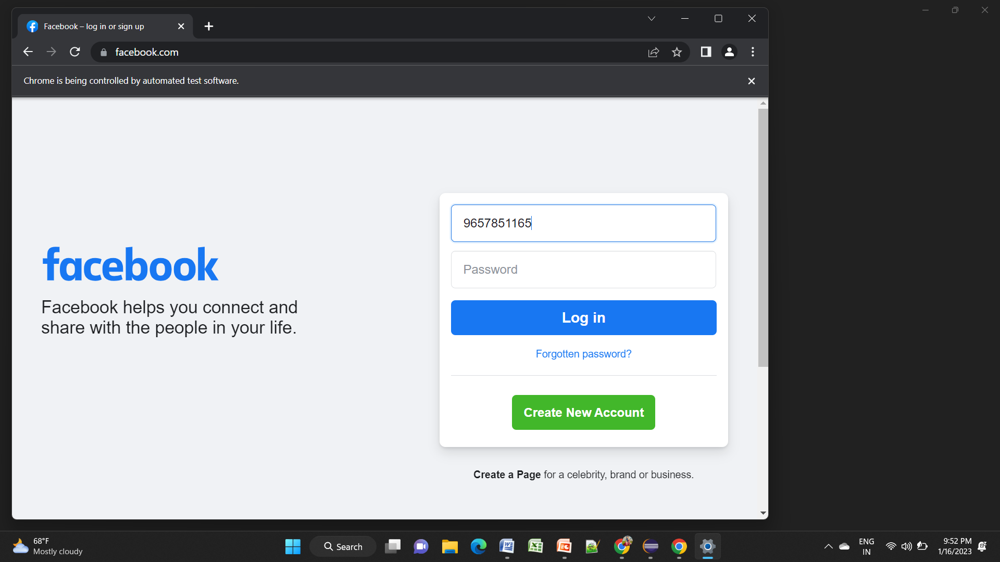 Facebook – log in or sign up
facebook.com
Chrome is being controlled by automated test software.
facebook
Facebook helps you connect and
share with the people in your life.
9657851165
Password
Log in
Forgotten password?
Create New Account
Create a Page for a celebrity, brand or business.
68°F
Mostly cloudy
Search
ENG
IN
9:52 PM
1/16/2023